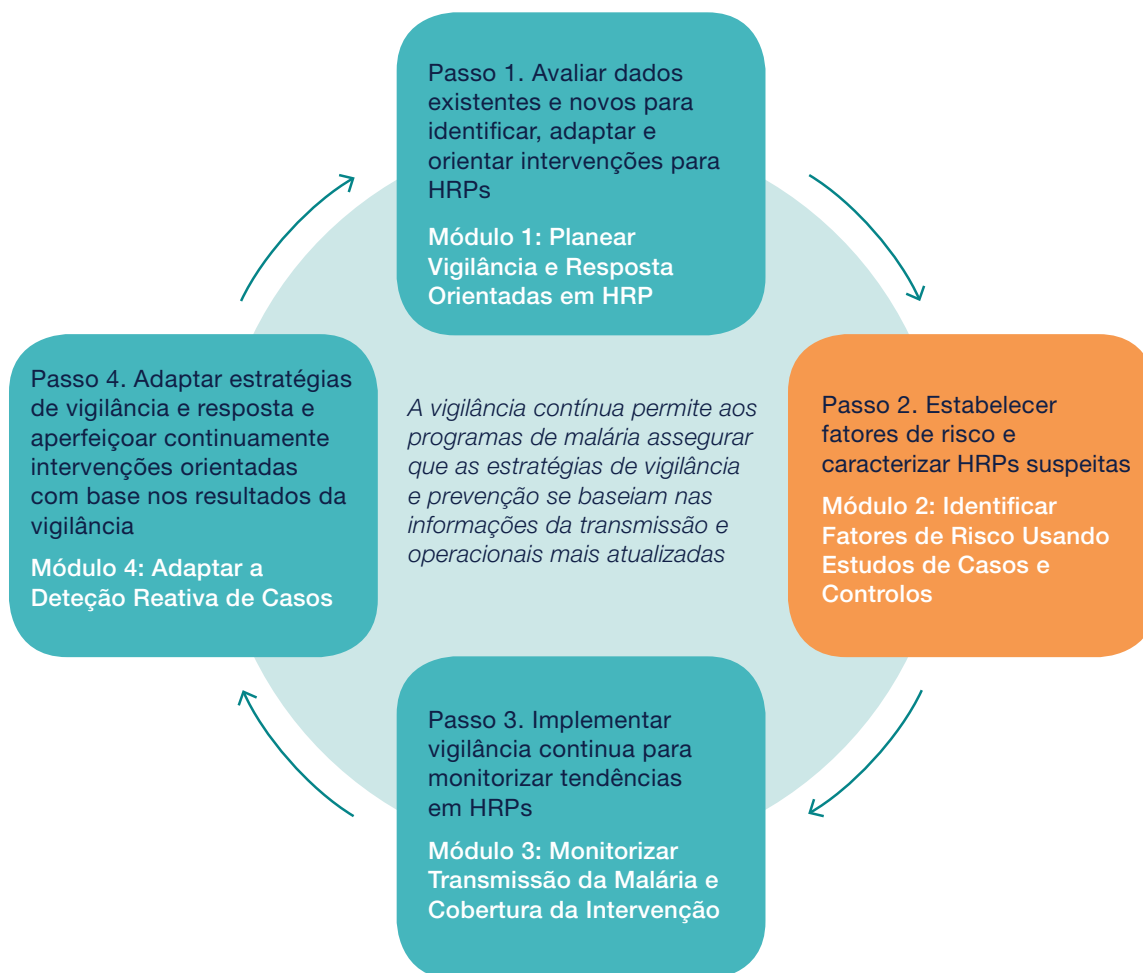 Passo 1. Avaliar dados
existentes e novos para
identificar, adaptar e
orientar intervenções para
HRPs
Módulo 1: Planear
Vigilância e Resposta
Orientadas em HRP
Passo 2. Estabelecer
fatores de risco e
caracterizar HRPs suspeitas
Módulo 2: Identificar
Fatores de Risco Usando
Estudos de Casos e
Controlos
Passo 3. Implementar
vigilância continua para
monitorizar tendências
em HRPs
Módulo 3: Monitorizar
Transmissão da Malária e
Cobertura da Intervenção
Passo 4. Adaptar estratégias
de vigilância e resposta e
aperfeiçoar continuamente
intervenções orientadas
com base nos resultados da
vigilância
Módulo 4: Adaptar a
Deteção Reativa de Casos
A vigilância contínua permite aos
programas de malária assegurar
que as estratégias de vigilância
e prevenção se baseiam nas
informações da transmissão e
operacionais mais atualizadas